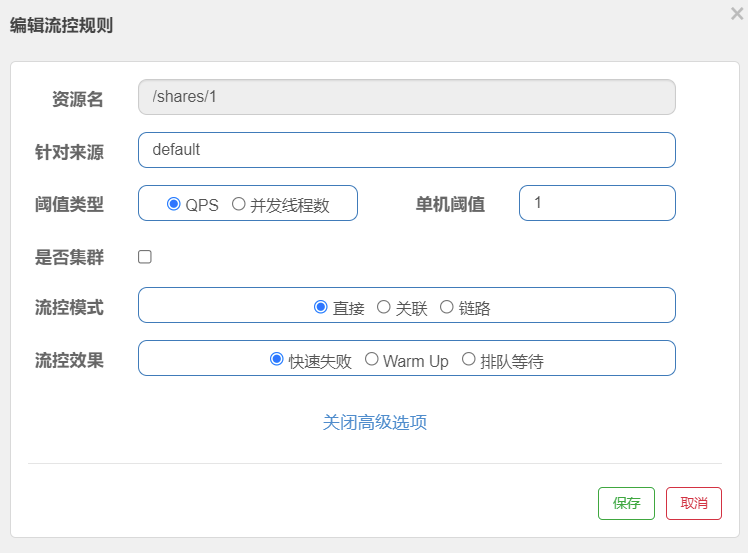 编辑流控规则
×
资源名 /shares/1
针对来源 default
阈值类型 QPS 并发线程数 单机阈值 1
是否集群
流控模式 直接 关联 链路
流控效果 快速失败 Warm Up 排队等待
关闭高级选项
保存 取消